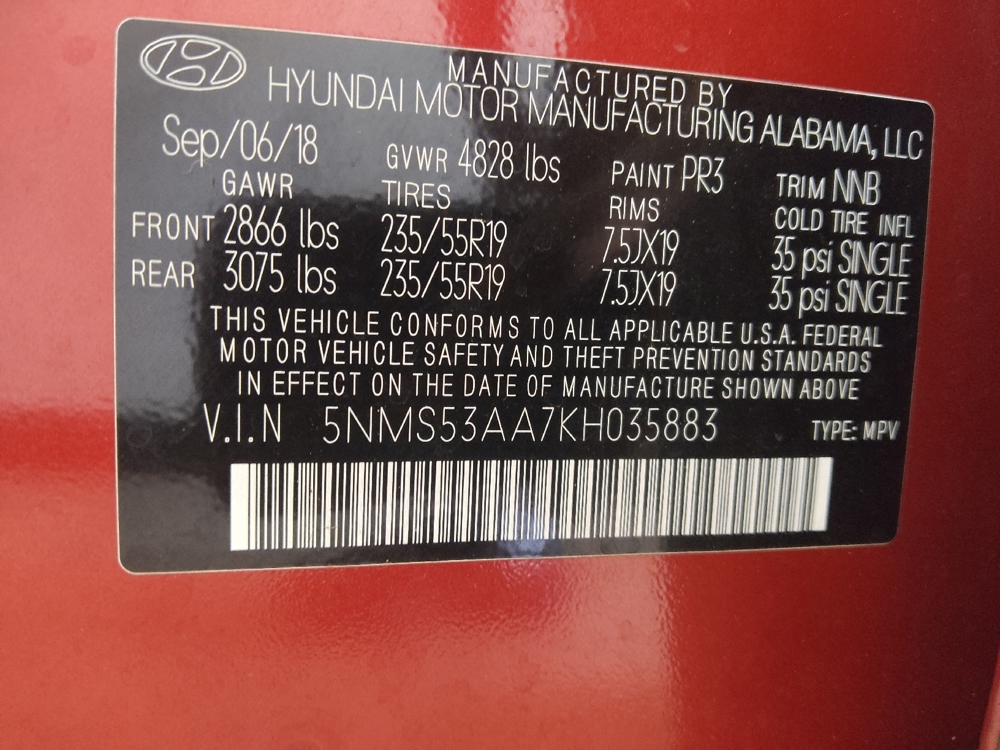 MANUFACTURED BY
HYUNDAI MOTOR MANUFACTURING ALABAMA, LLC
Sep/06/18 GVWR 4828 lbs PAINT PR3 TRIM NNB
GAWR TIRES RIMS COLD TIRE INFL
FRONT 2866 lbs 235/55R19 7.5JX19 35 psi SINGLE
REAR 3075 lbs 235/55R19 7.5JX19 35 psi SINGLE
THIS VEHICLE CONFORMS TO ALL APPLICABLE U.S.A. FEDERAL
MOTOR VEHICLE SAFETY AND THEFT PREVENTION STANDARDS
IN EFFECT ON THE DATE OF MANUFACTURE SHOWN ABOVE
V.I.N 5NMS53AA7KH035883 TYPE: MPV